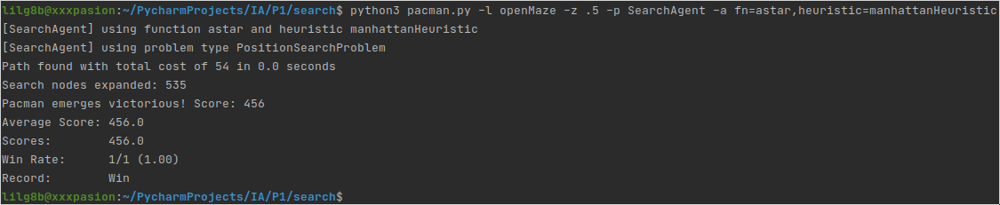 lilg8b@xxxpasion:~/PycharmProjects/IA/P1/search$ python3 pacman.py -l openMaze -z .5 -p SearchAgent -a fn=astar,heuristic=manhattanHeuristic
[SearchAgent] using function astar and heuristic manhattanHeuristic
[SearchAgent] using problem type PositionSearchProblem
Path found with total cost of 54 in 0.0 seconds
Search nodes expanded: 535
Pacman emerges victorious! Score: 456
Average Score: 456.0
Scores:        456.0
Win Rate:      1/1 (1.00)
Record:        Win
lilg8b@xxxpasion:~/PycharmProjects/IA/P1/search$